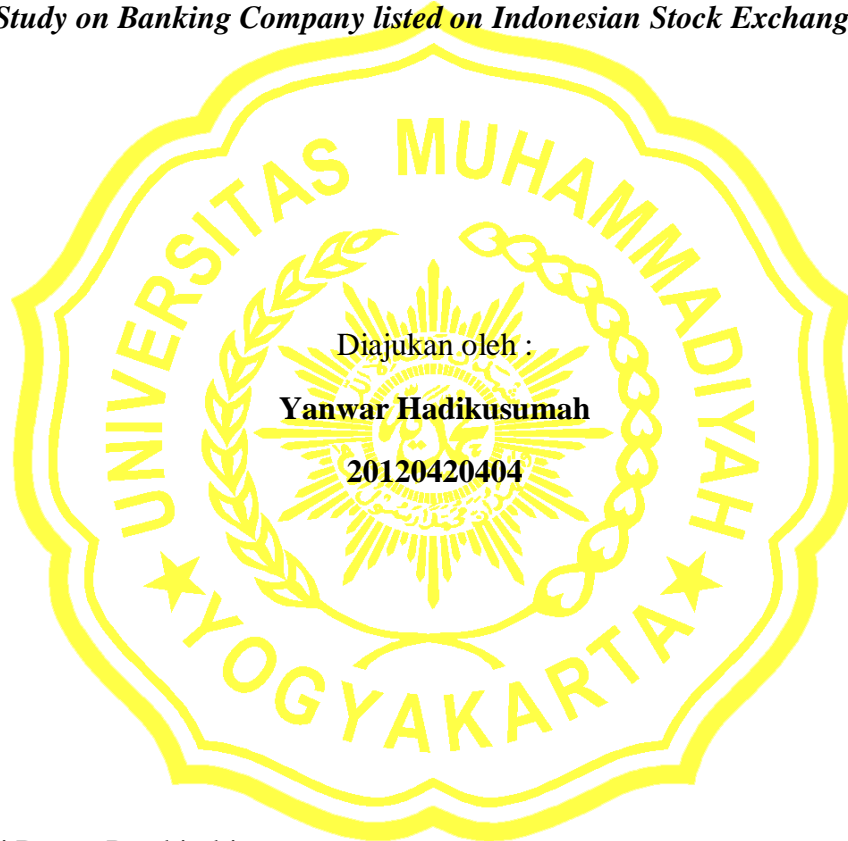 Study on Banking Company listed on Indonesian Stock Exchang
UNIVERSITAS MUHAMMADIYAH
Diajukan oleh :
Yanwar Hadikusumah
20120420404
YOGYAKARTA